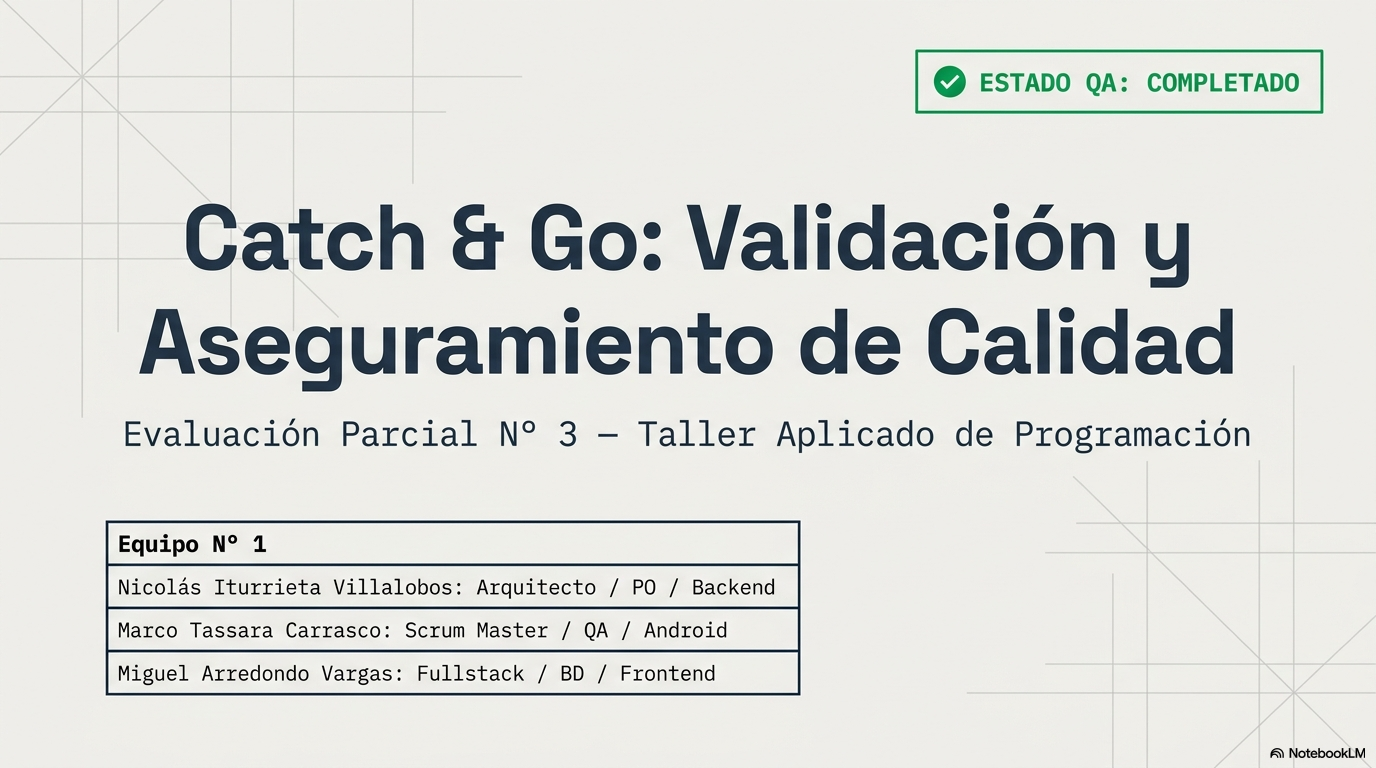 ESTADO QA: COMPLETADO
Catch & Go: Validación y
Aseguramiento de Calidad
Evaluación Parcial N° 3 — Taller Aplicado de Programación
Equipo N° 1
Nicolás Iturrieta Villalobos: Arquitecto / PO / Backend
Marco Tassara Carrasco: Scrum Master / QA / Android
Miguel Arredondo Vargas: Fullstack / BD / Frontend
NotebookLM